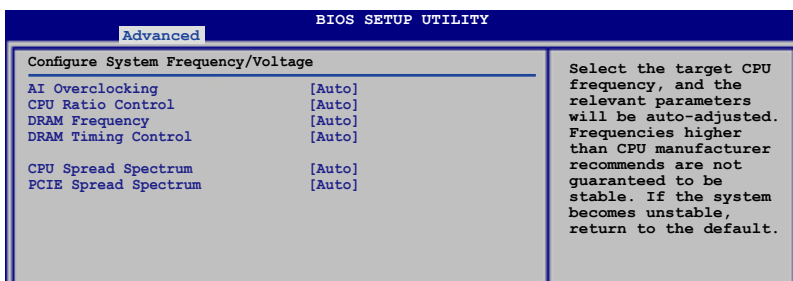 BIOS SETUP UTILITY
Advanced
Configure System Frequency/Voltage
AI Overclocking [Auto]
CPU Ratio Control [Auto]
DRAM Frequency [Auto]
DRAM Timing Control [Auto]
CPU Spread Spectrum [Auto]
PCIE Spread Spectrum [Auto]
Select the target CPU
frequency, and the
relevant parameters
will be auto-adjusted.
Frequencies higher
than CPU manufacturer
recommends are not
guaranteed to be
stable. If the system
becomes unstable,
return to the default.